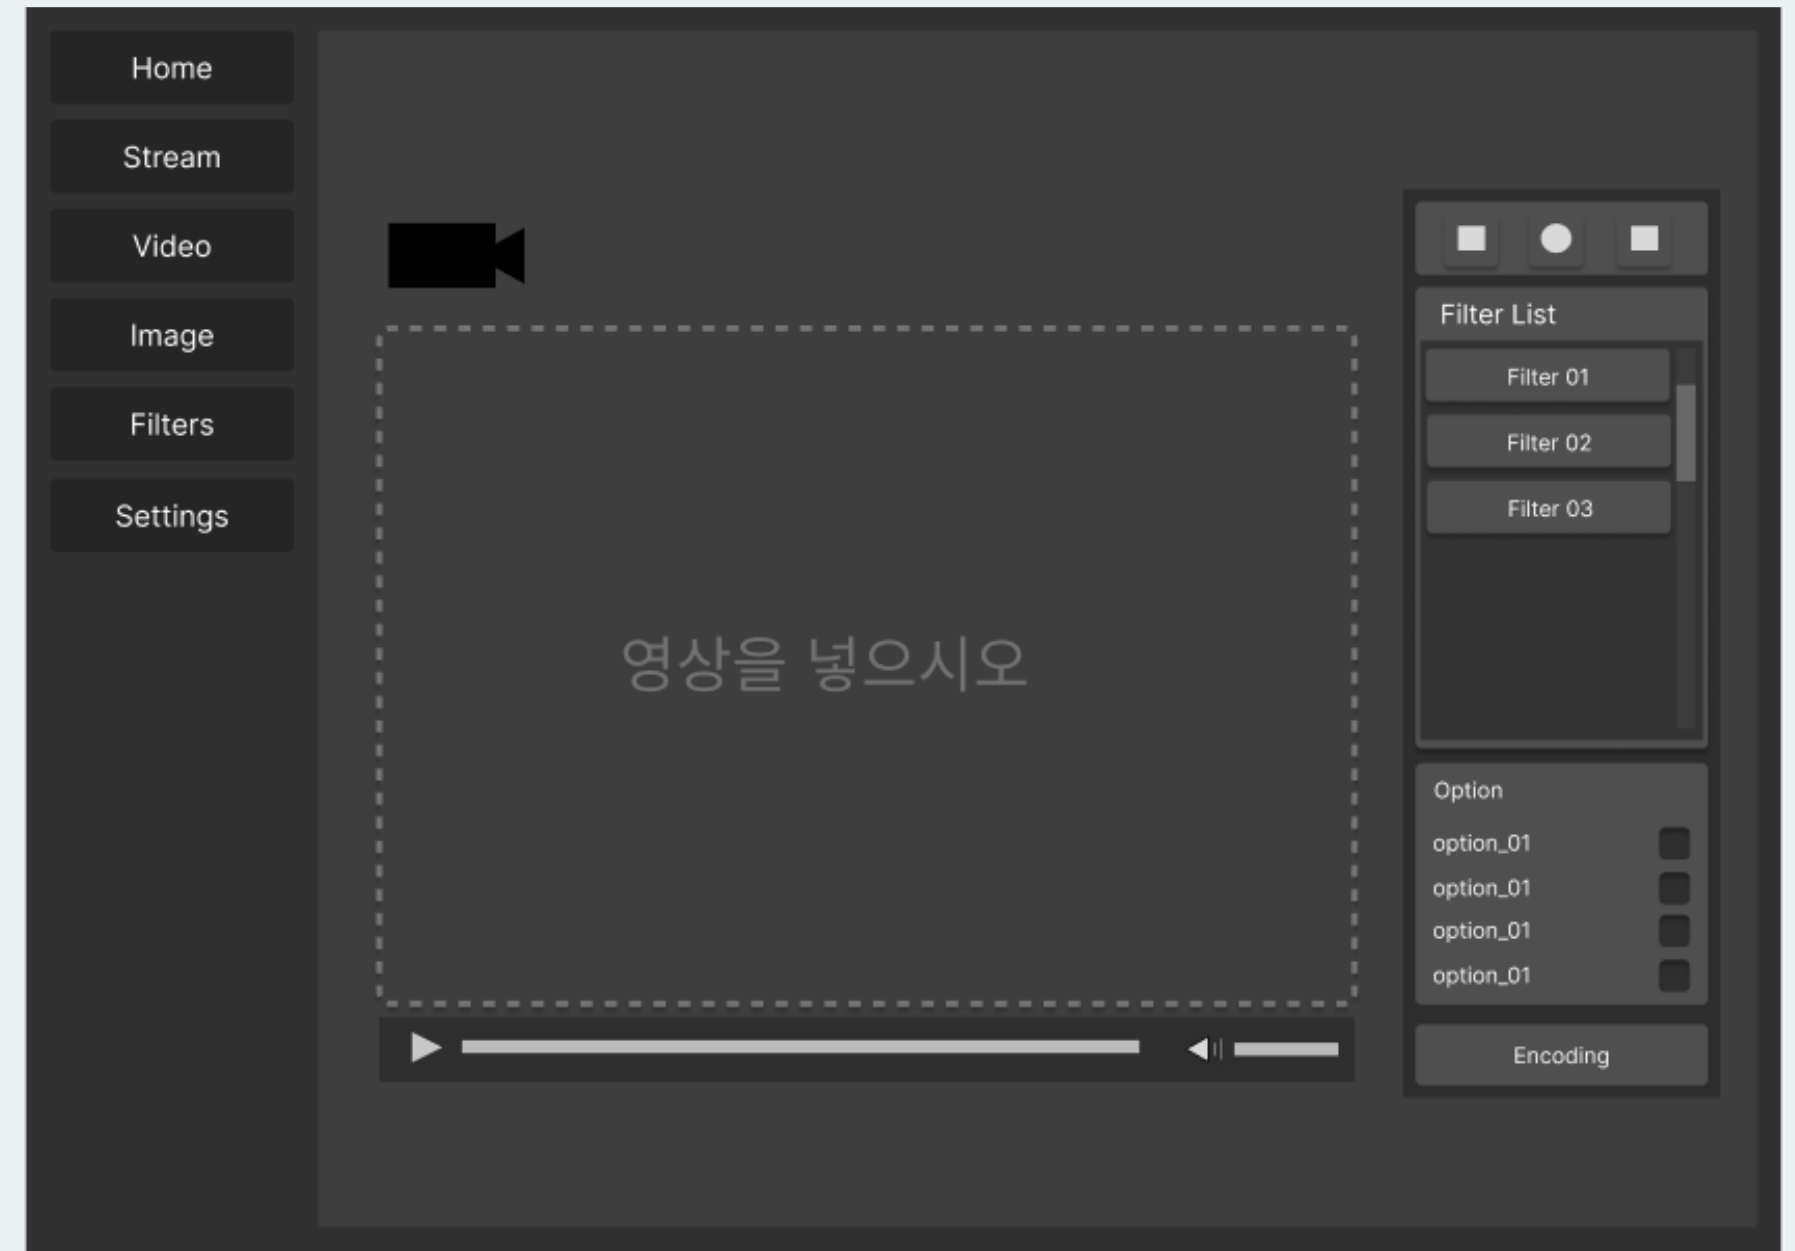 Home
Stream
Video
Image
Filters
Settings
영상을 넣으시오
Filter List
Filter 01
Filter 02
Filter 03
Option
option_01
option_01
option_01
option_01
Encoding